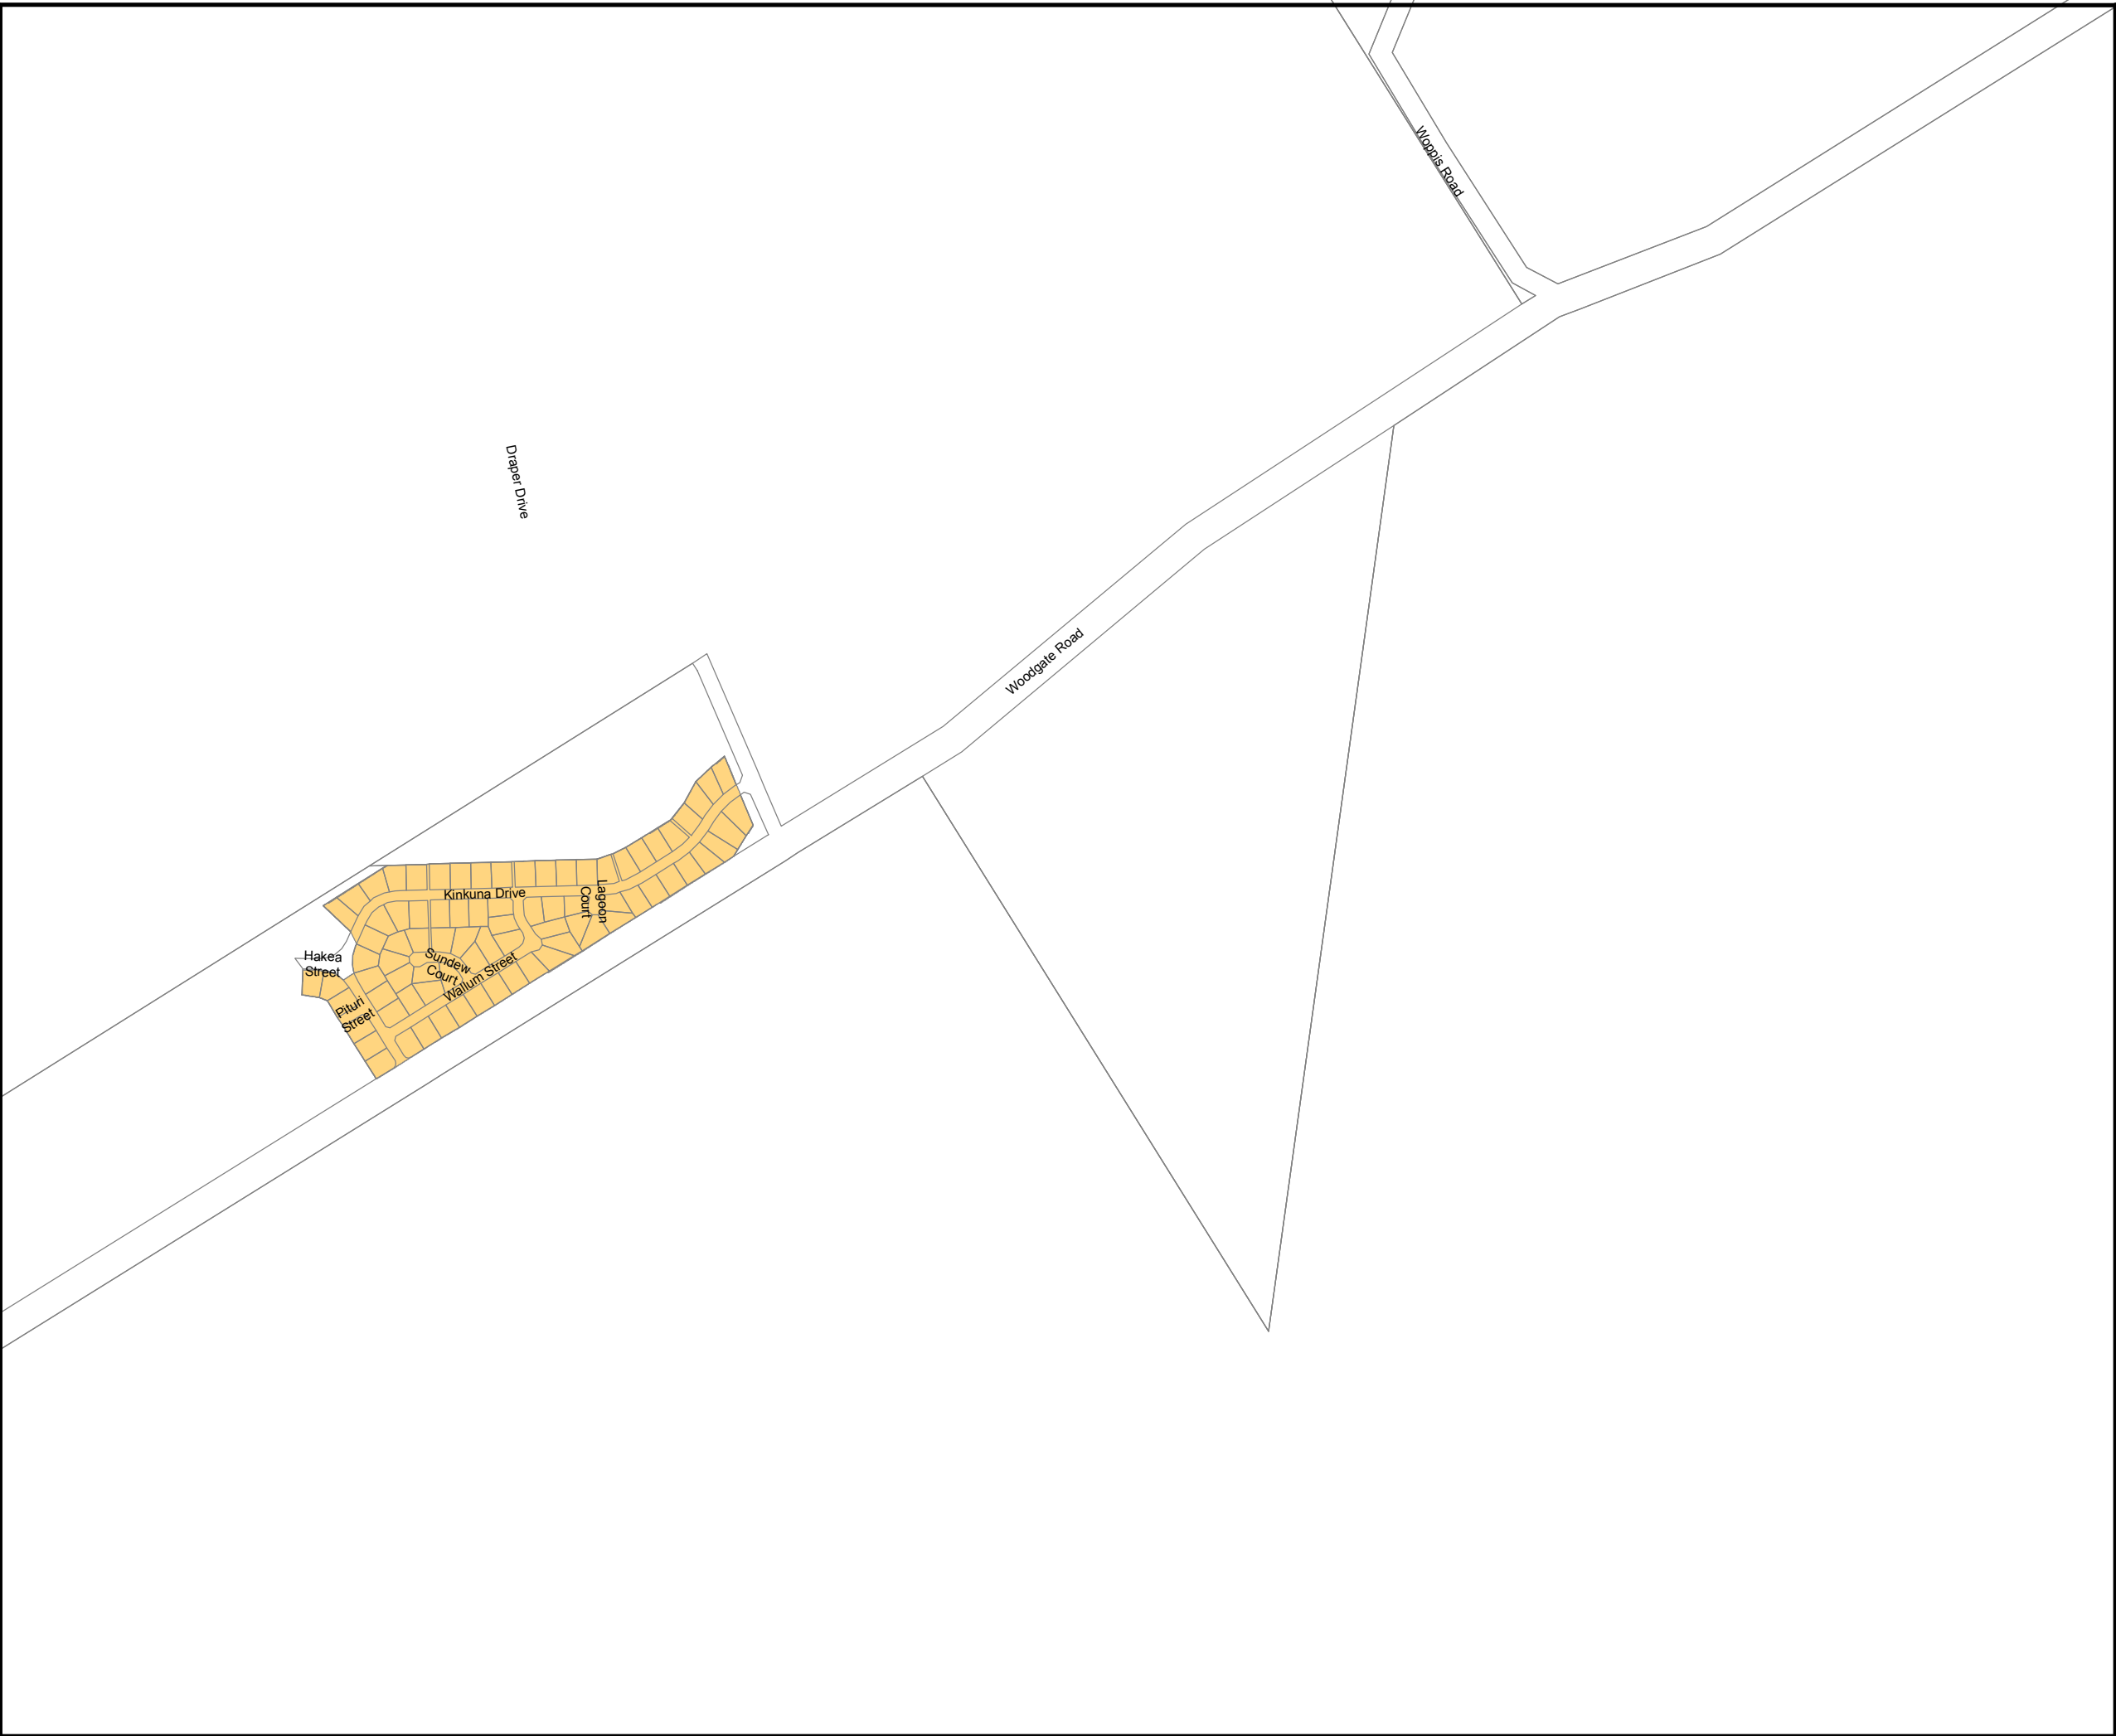 Woppis Road
Draper Drive
Woodgate Road
Kinkuna Drive
Lagoon
Court
Hakea
Street
Sundew
Court
Wallum Street
Pituri
Street